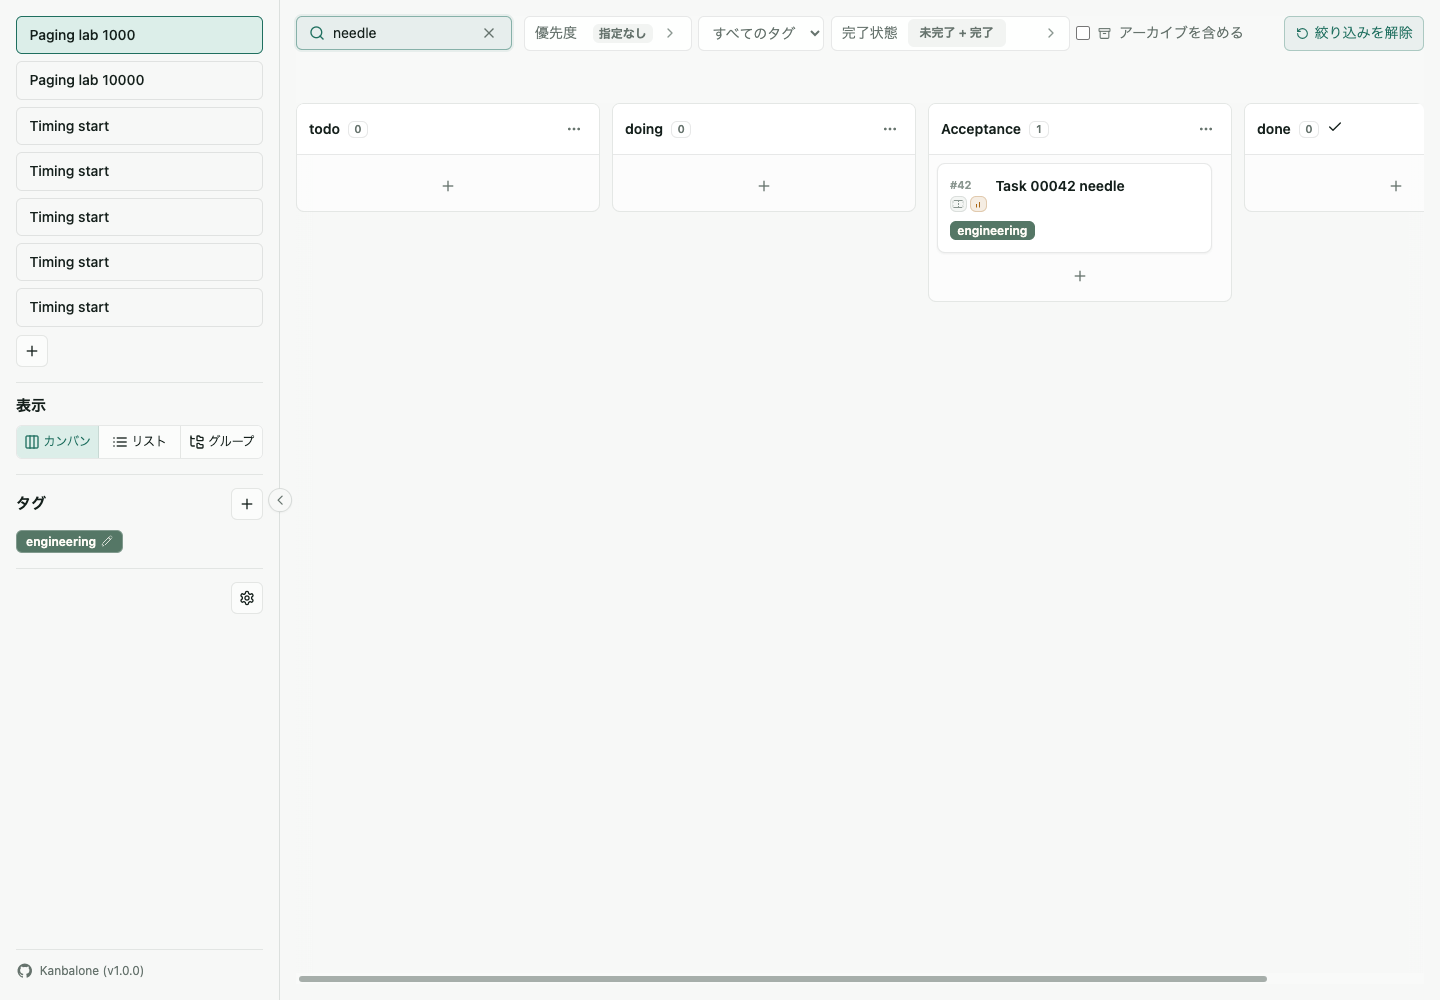 Paging lab 1000
Paging lab 10000
Timing start
Timing start
Timing start
Timing start
Timing start
表示
カンバン リスト グループ
タグ
engineering
Kanbalone (v1.0.0)
needle 優先度 指定なし すべてのタグ 完了状態 未完了 + 完了 アーカイブを含める 絞り込みを解除
todo 0
doing 0
Acceptance 1
#42 Task 00042 needle
engineering
done 0